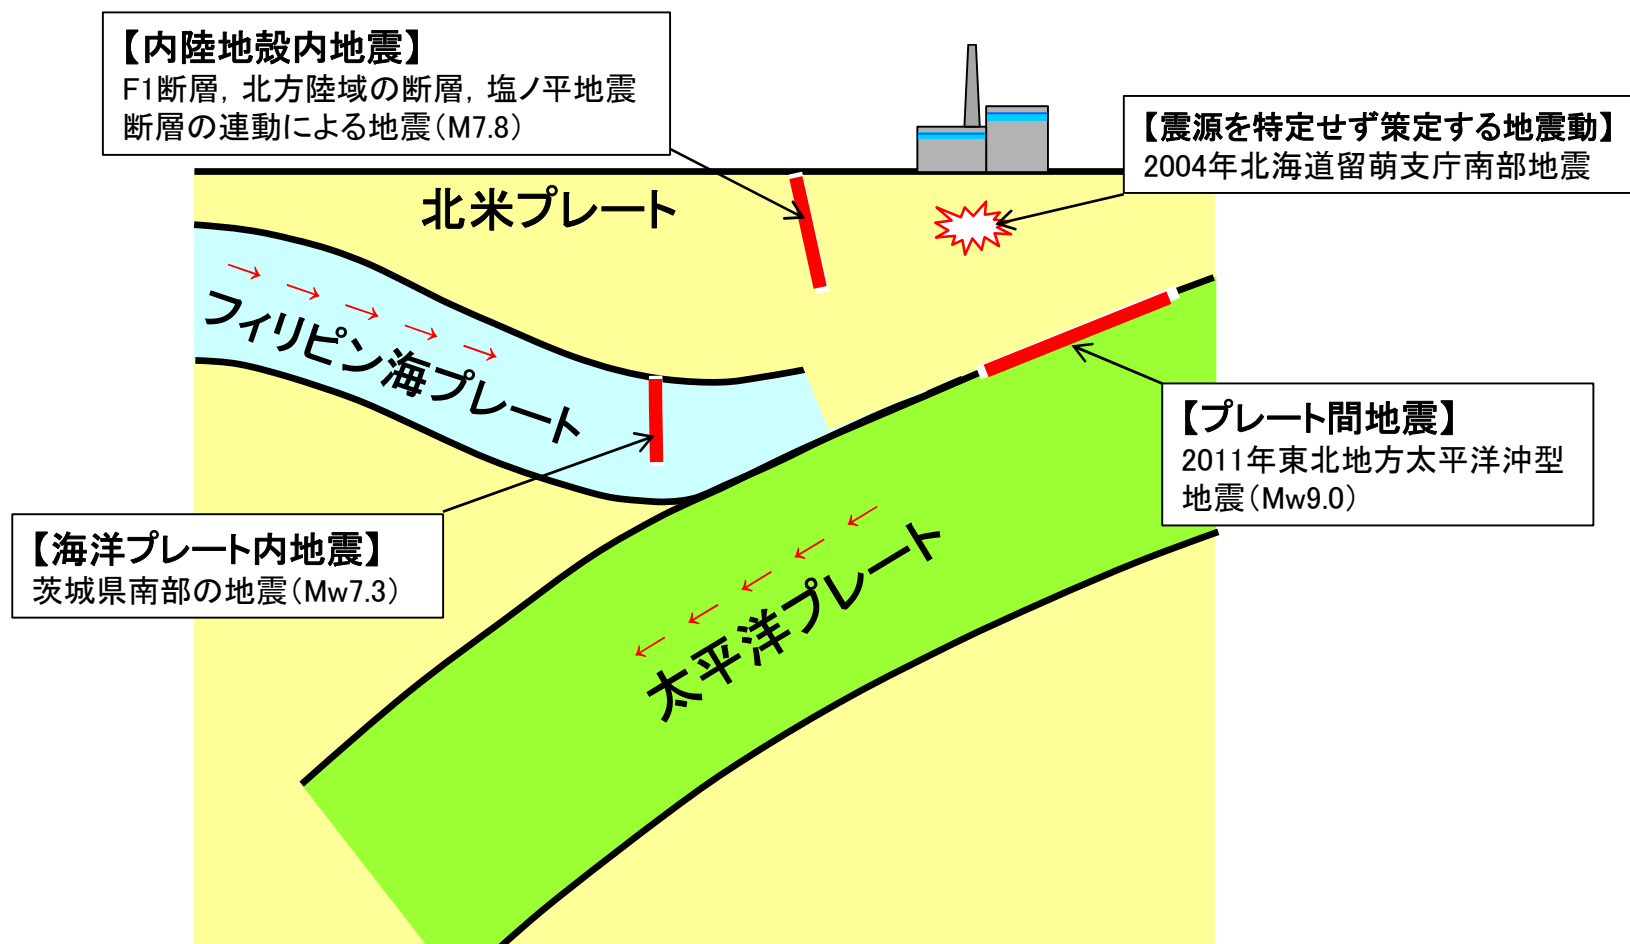 【内陸地殻内地震】
F1断層，北方陸域の断層，塩ノ平地震
断層の連動による地震（M7.8）
【震源を特定せず策定する地震動】
2004年北海道留萌支庁南部地震
北米プレート
フィリピン海プレート
【プレート間地震】
2011年東北地方太平洋沖型
地震（Mw9.0）
【海洋プレート内地震】
茨城県南部の地震（Mw7.3）
太平洋プレート